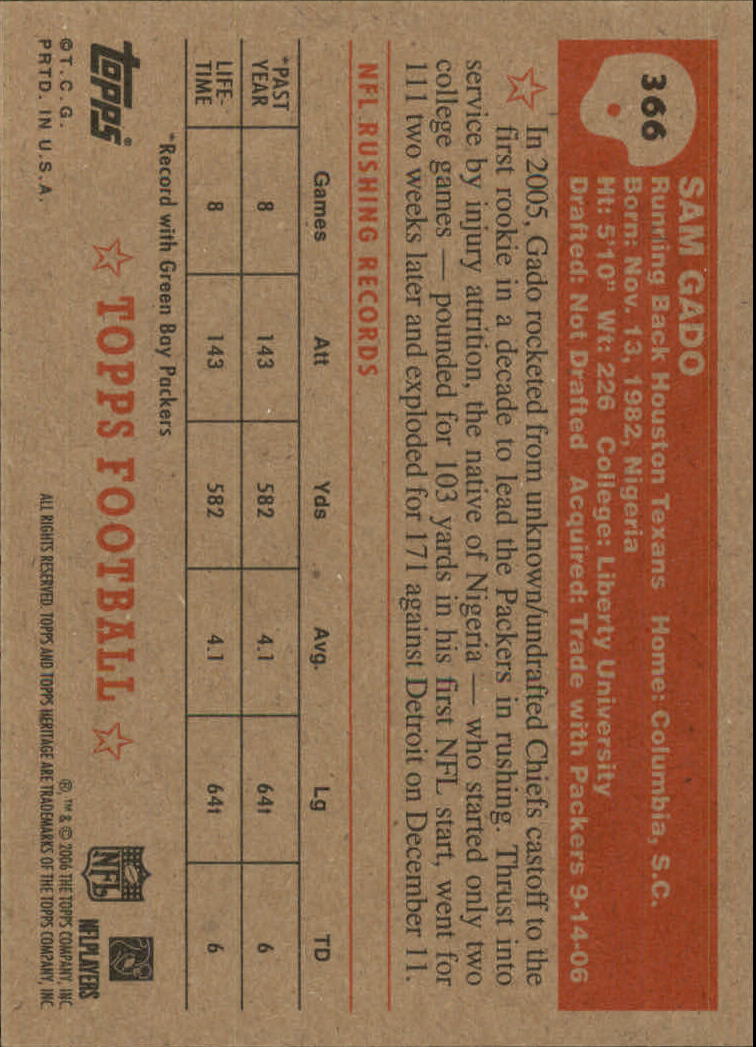 366
SAM GADO
Running Back Houston Texans Home: Columbia, S.C.
Born: Nov. 13, 1982, Nigeria
Ht: 5'10" Wt: 226 College: Liberty University
Drafted: Not Drafted Acquired: Trade with Packers 9-14-06
In 2005, Gado rocketed from unknown/undrafted Chiefs castoff to the
first rookie in a decade to lead the Packers in rushing. Thrust into
service by injury attrition, the native of Nigeria — who started only two
college games — pounded for 103 yards in his first NFL start, went for
111 two weeks later and exploded for 171 against Detroit on December 11.
NFL RUSHING RECORDS
Games Att Yds Avg. Lg TD
*PAST
YEAR 8 143 582 4.1 64t 6
LIFE-
TIME 8 143 582 4.1 64t 6
*Record with Green Bay Packers
topps®
©T.C.G.
PRTD. IN U.S.A.
TOPPS FOOTBALL
NFL
NFLPLAYERS
®, ™ & © 2006 THE TOPPS COMPANY, INC
ALL RIGHTS RESERVED. TOPPS AND TOPPS HERITAGE ARE TRADEMARKS OF THE TOPPS COMPANY, INC